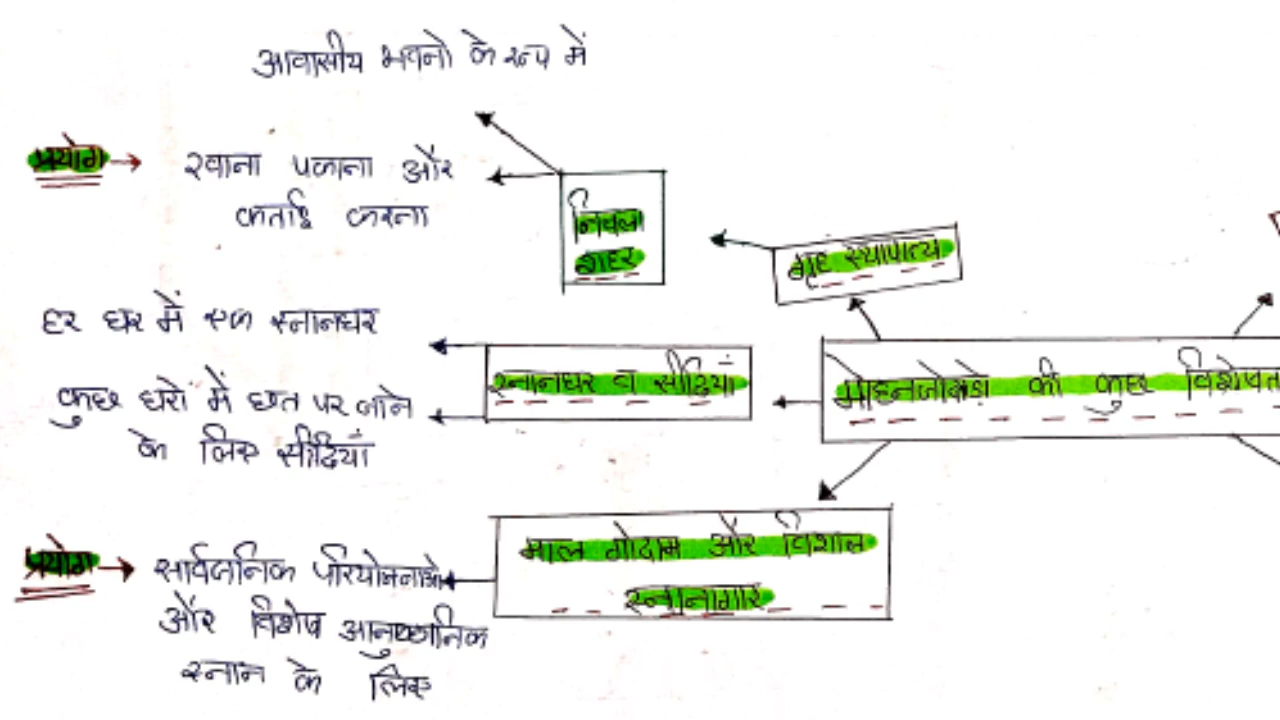 आवासीय भवनो के रूप में
प्रयोग → खाना पकाना और
कताई करना
निचला
शहर
गृह स्थापत्य
हर घर में एक स्नानघर
कुछ घरों में छत पर जाने
के लिए सीढियां
स्नानघर व सीढियां
मोहनजोदड़ो की कुछ विशेषत
माल गोदाम और विशाल
स्नानागार
प्रयोग → सार्वजनिक परियोजनाओ
और विशेष आनुष्ठानिक
स्नान के लिए